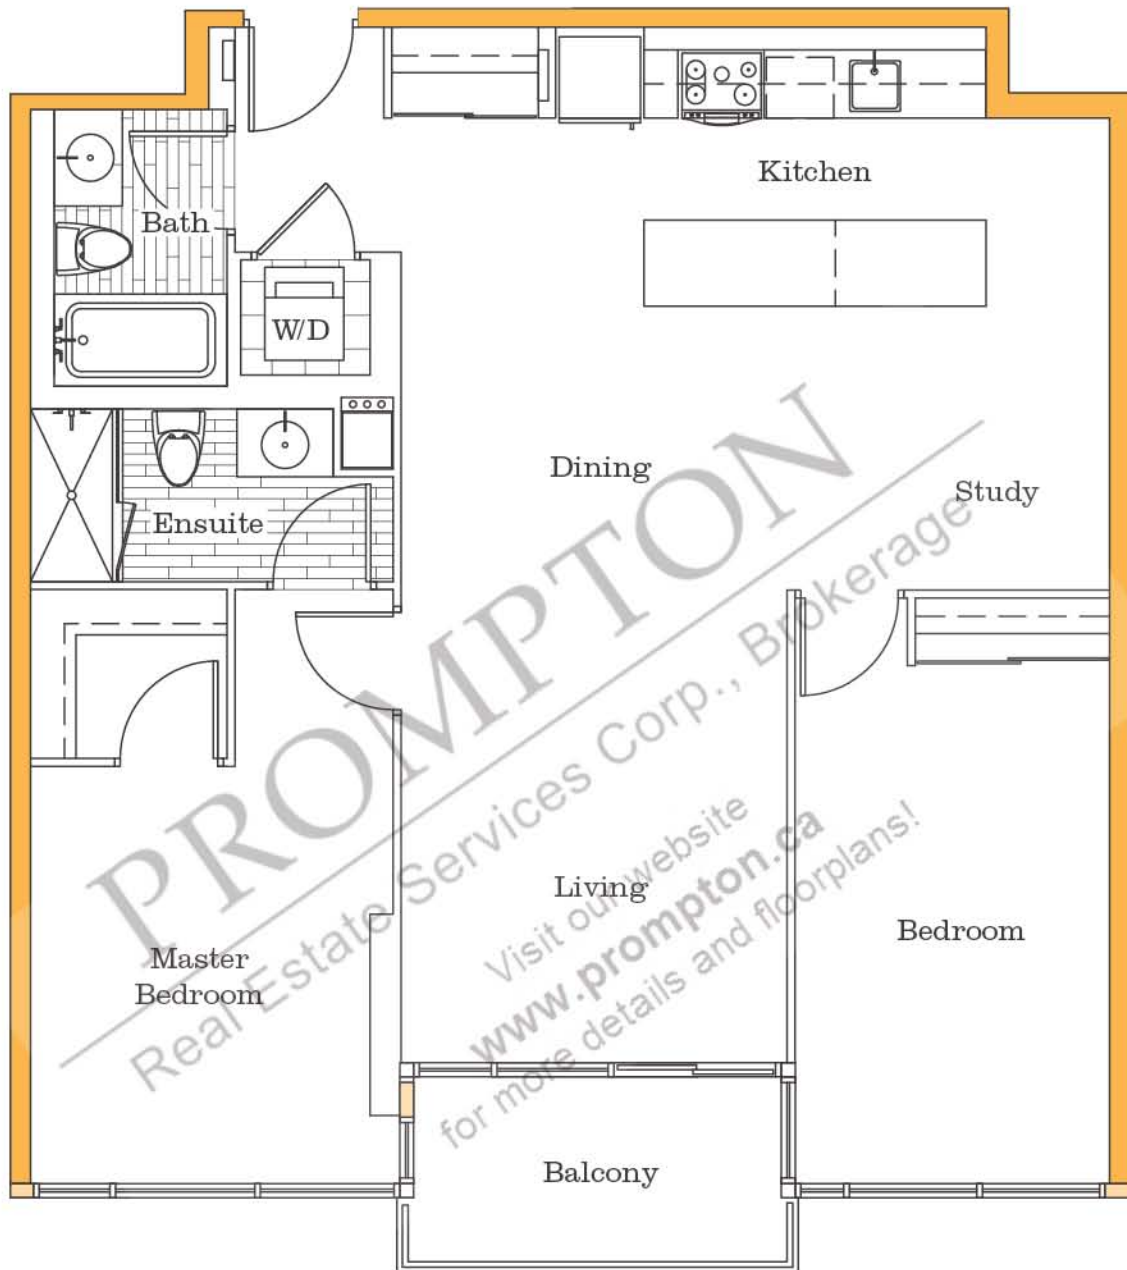 Kitchen
Bath
W/D
Dining
Study
Ensuite
PROMPTON
Real Estate Services Corp., Brokerage
Visit our website
www.prompton.ca
for more details and floorplans!
Living
Bedroom
Master
Bedroom
Balcony